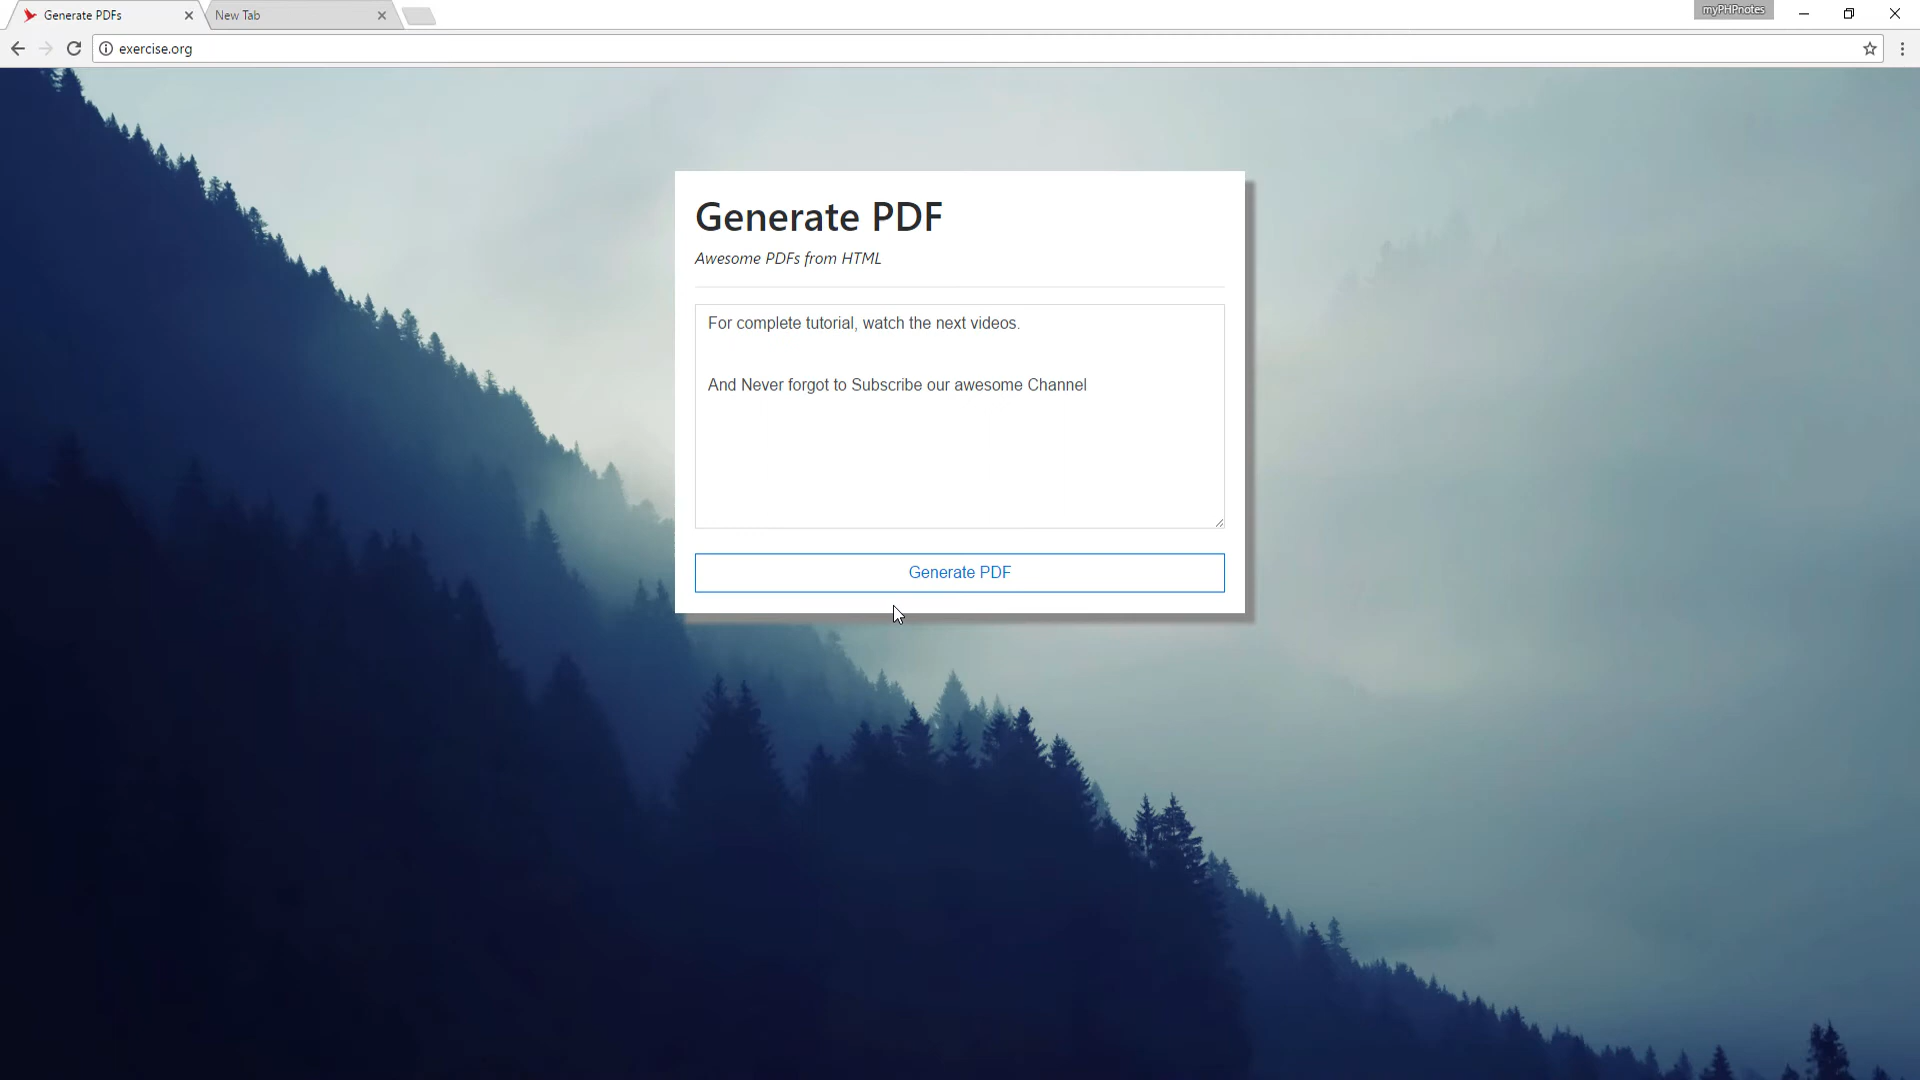 Generate PDFs
New Tab
myPHPnotes
exercise.org
Generate PDF
Awesome PDFs from HTML
For complete tutorial, watch the next videos.
And Never forgot to Subscribe our awesome Channel
Generate PDF